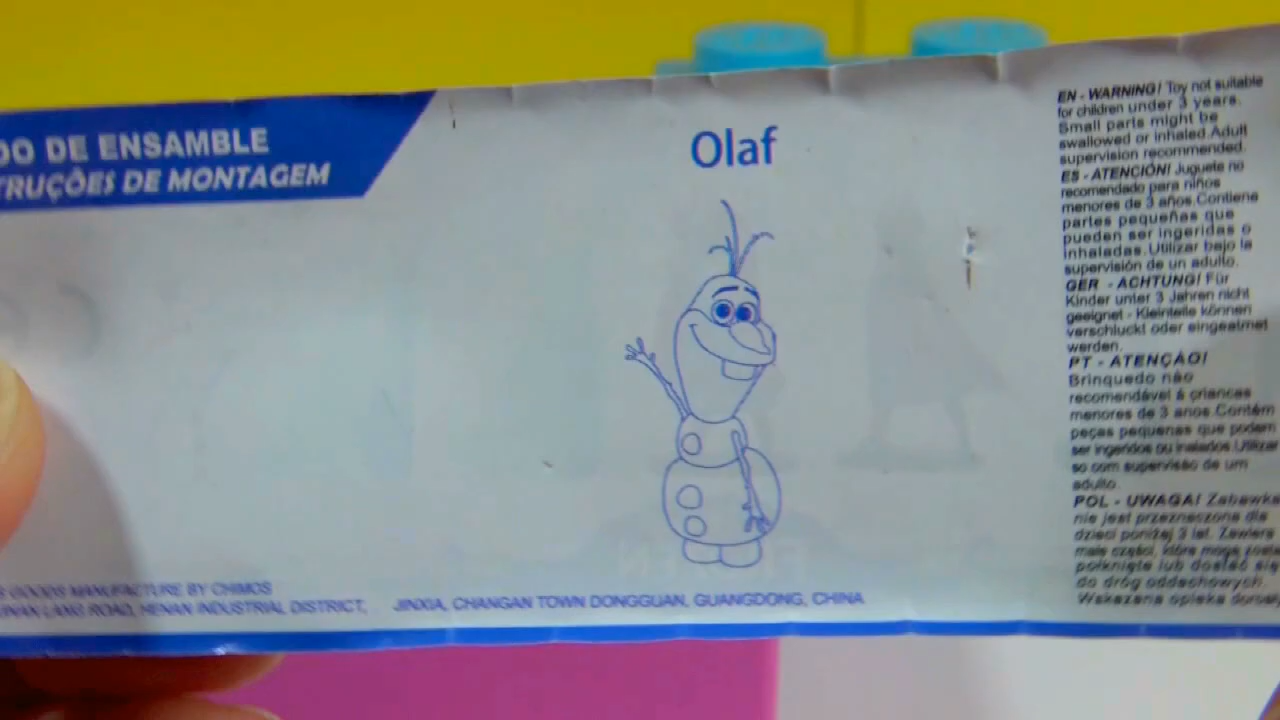 DO DE ENSAMBLE
TRUÇÕES DE MONTAGEM
Olaf
GOODS MANUFACTURE BY CHIMOS
LANG ROAD, HENAN INDUSTRIAL DISTRICT, JINXIA, CHANGAN TOWN DONGGUAN, GUANGDONG, CHINA
EN - WARNING! Toy not suitable
for children under 3 years.
Small parts might be
swallowed or inhaled.Adult
supervision recommended.
ES - ATENCIÓN! Juguete no
recomendado para niños
menores de 3 años.Contiene
partes pequeñas que
pueden ser ingeridas o
inhaladas.Utilizar bajo la
supervisión de un adulto.
GER - ACHTUNG! Für
Kinder unter 3 Jahren nicht
geeignet - Kleinteile können
verschluckt oder eingeatmet
werden.
PT - ATENÇÃO!
Brinquedo não
recomendável á crianças
menores de 3 anos.Contém
peças pequenas que podem
ser ingeridos ou inalados.Utilizar
so com supervisão de um
adulto.
POL - UWAGA! Zabawka
nie jest przeznaczona dla
dzieci poniżej 3 lat. Zawiera
małe części, które mogą
połknięte lub dostać się
do dróg oddechowych.
Wskazana opieka